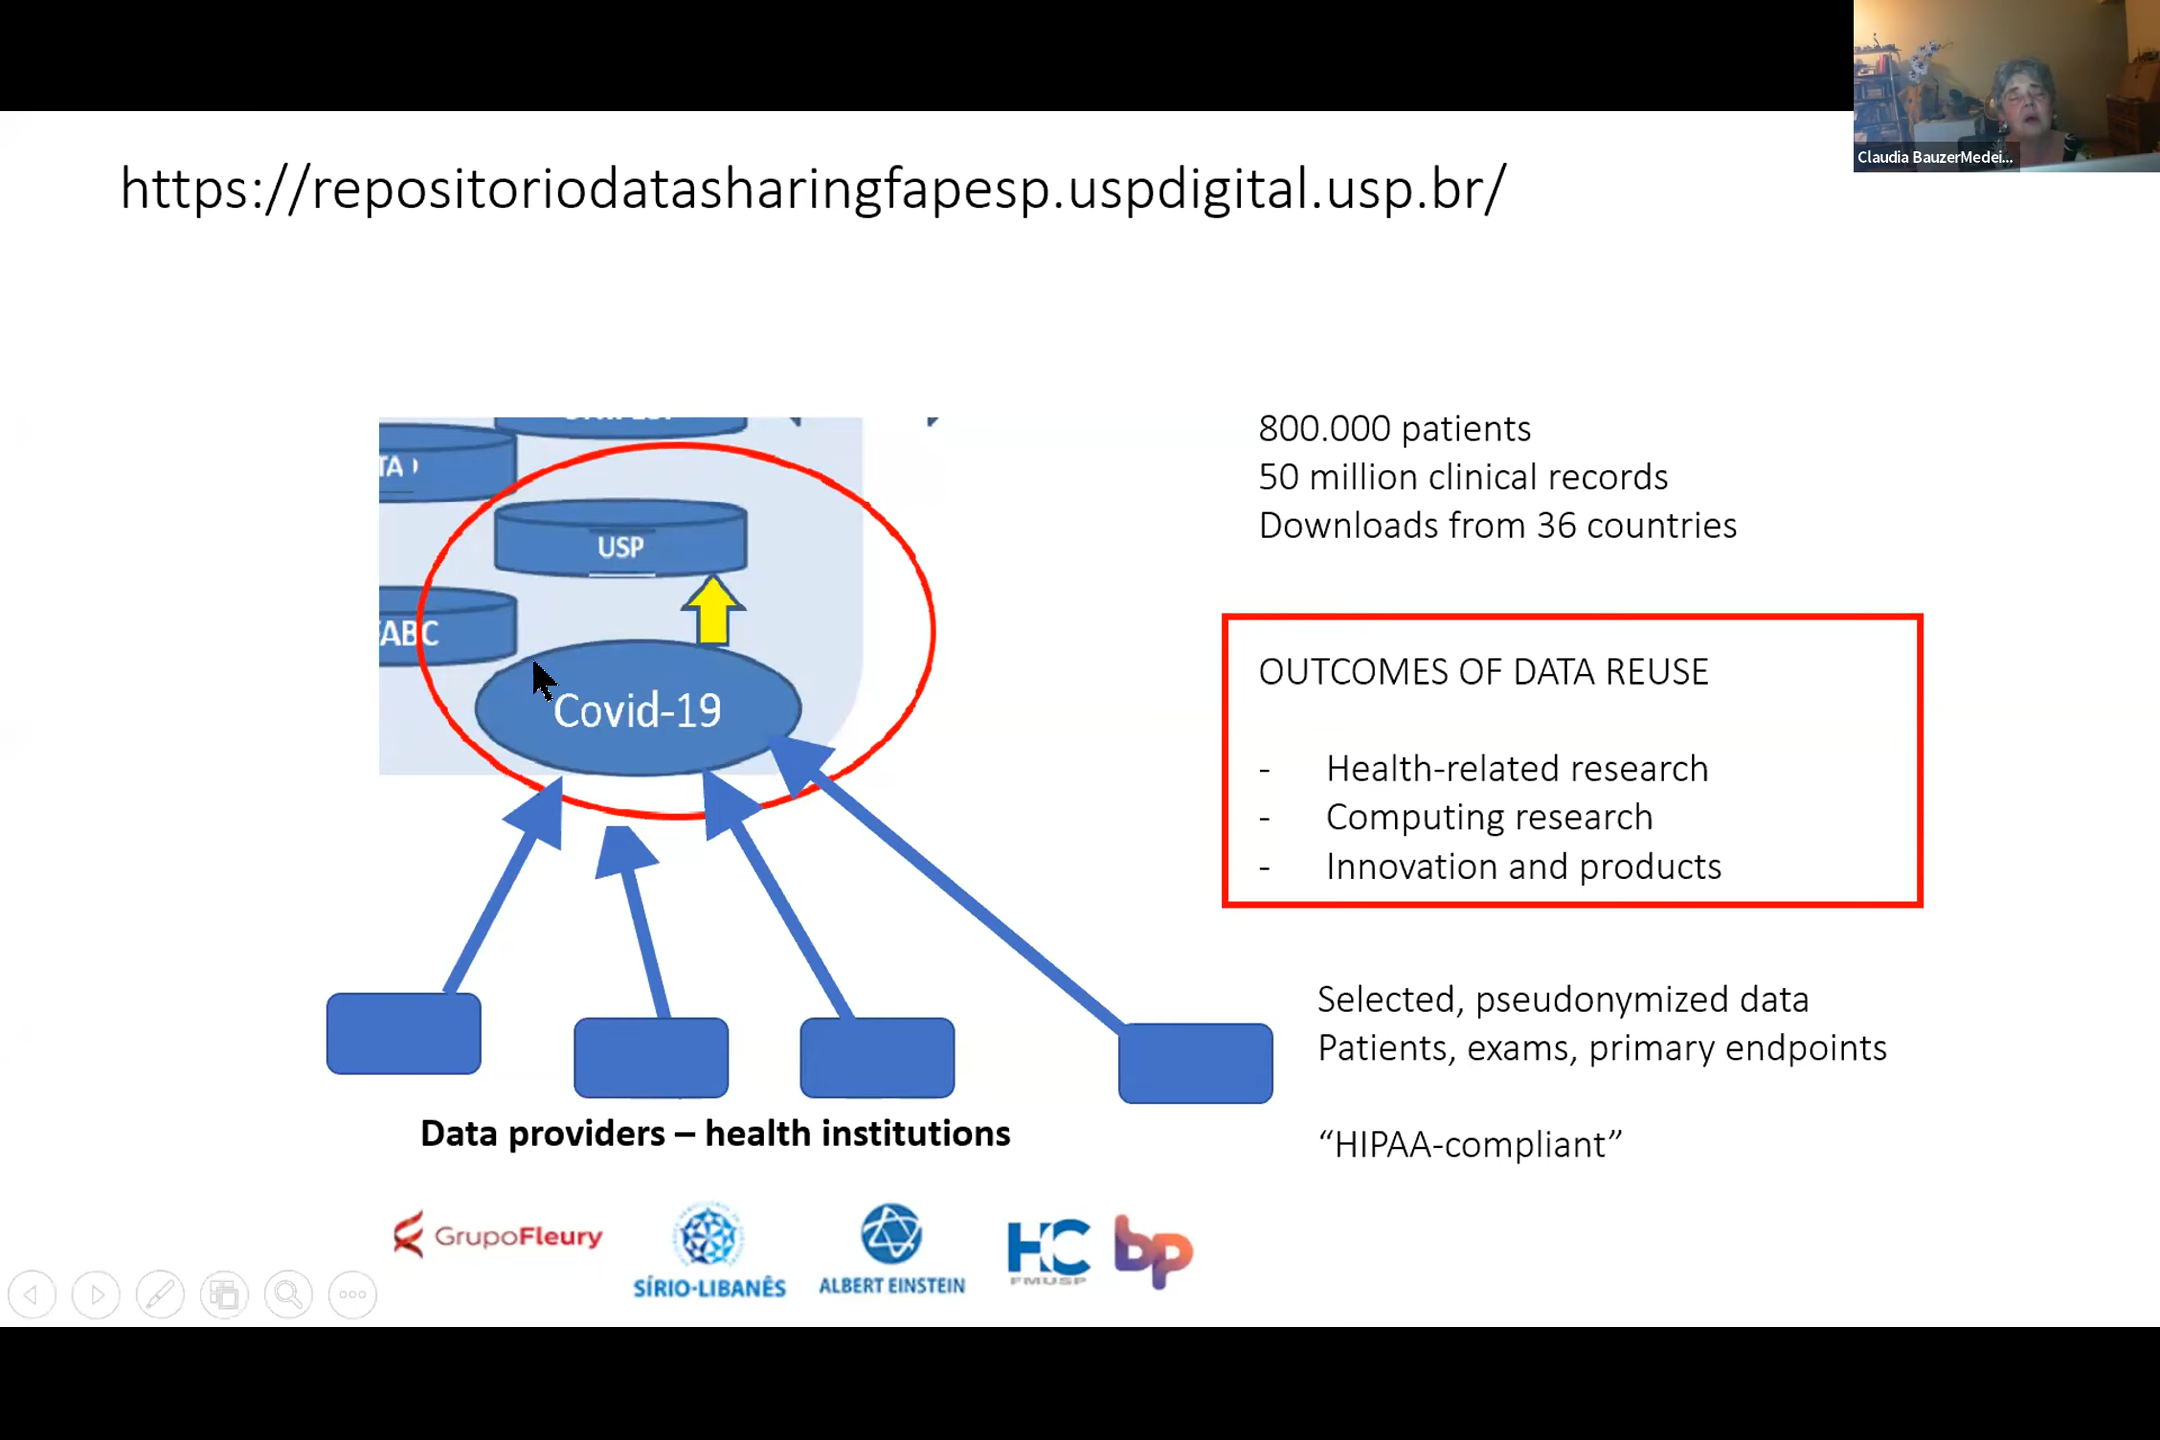 Claudia BauzerMedei...
https://repositoriodatasharingfapesp.uspdigital.usp.br/
TA
USP
ABC
Covid-19
800.000 patients
50 million clinical records
Downloads from 36 countries
OUTCOMES OF DATA REUSE
- Health-related research
- Computing research
- Innovation and products
Selected, pseudonymized data
Patients, exams, primary endpoints
“HIPAA-compliant”
Data providers – health institutions
GrupoFleury
SÍRIO-LIBANÊS
ALBERT EINSTEIN
HC
FMUSP
bp